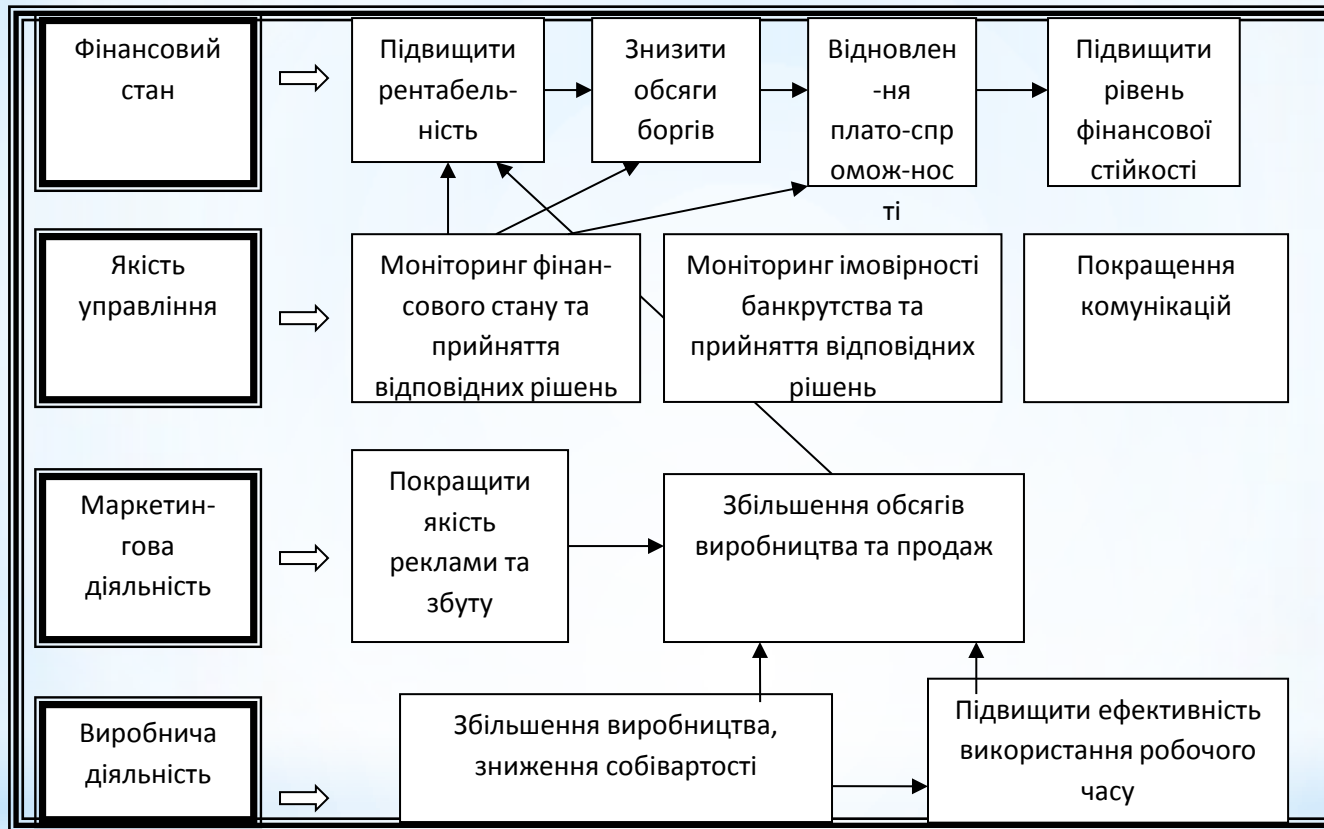 Фінансовий
стан
Підвищити
рентабель-
ність
Знизити
обсяги
боргів
Відновлен
-ня
плато-спр
омож-нос
ті
Підвищити
рівень
фінансової
стійкості
Якість
управління
Моніторинг фінан-
сового стану та
прийняття
відповідних рішень
Моніторинг імовірності
банкрутства та
прийняття відповідних
рішень
Покращення
комунікацій
Маркетин-
гова
діяльність
Покращити
якість
реклами та
збуту
Збільшення обсягів
виробництва та продаж
Виробнича
діяльність
Збільшення виробництва,
зниження собівартості
Підвищити ефективність
використання робочого
часу